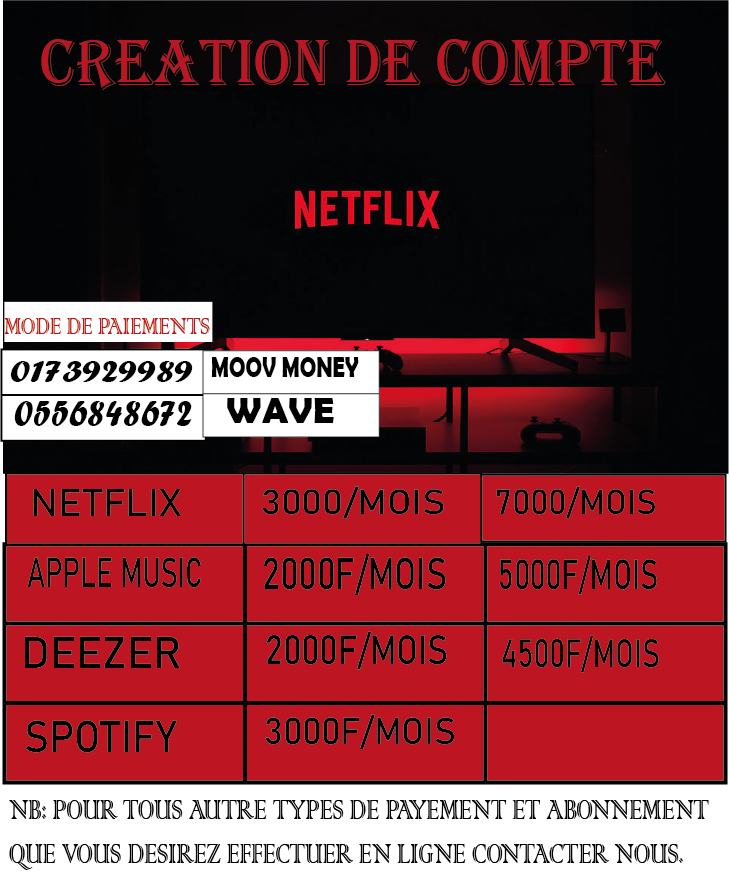 CREATION DE COMPTE
NETFLIX
MODE DE PAIEMENTS
0173929989 MOOV MONEY
0556848672 WAVE
NETFLIX 3000/MOIS 7000/MOIS
APPLE MUSIC 2000F/MOIS 5000F/MOIS
DEEZER 2000F/MOIS 4500F/MOIS
SPOTIFY 3000F/MOIS
NB: POUR TOUS AUTRE TYPES DE PAYEMENT ET ABONNEMENT
QUE VOUS DESIREZ EFFECTUER EN LIGNE CONTACTER NOUS.